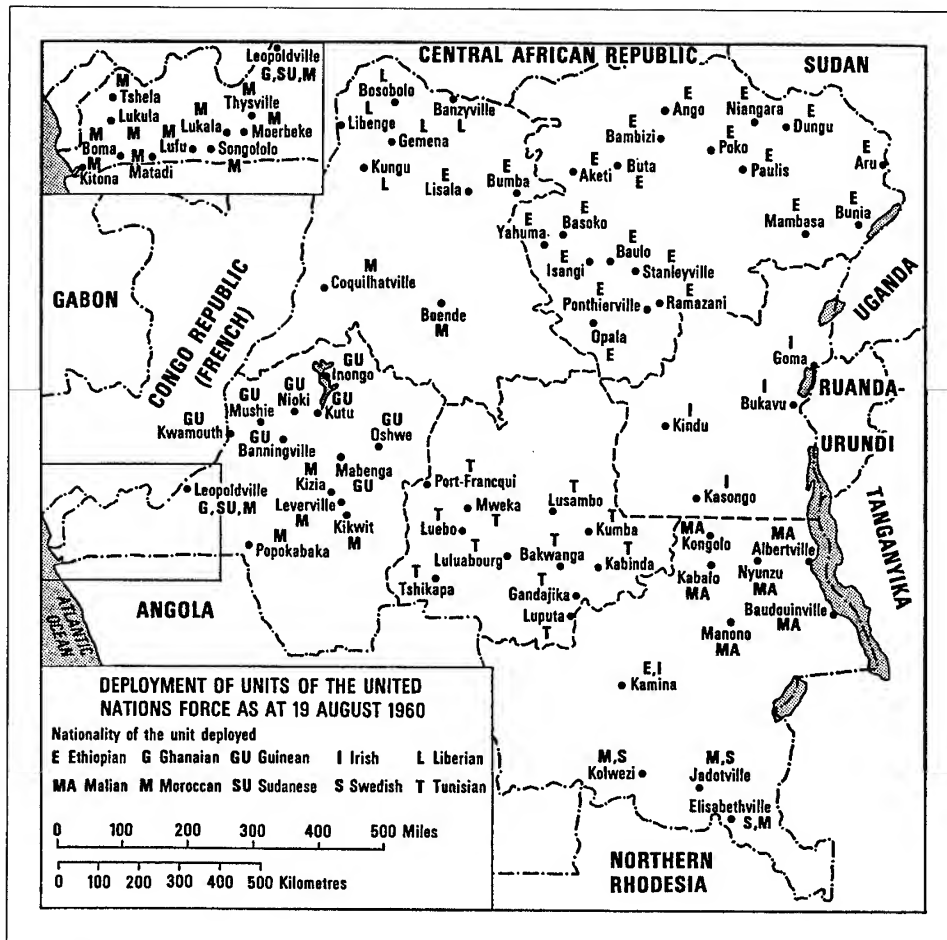 CENTRAL AFRICAN REPUBLIC
SUDAN
Leopoldville
G,SU,M
M
Tshela
M
Thysville
Lukula
M
Lukala
M
Moerbeke
M
Boma
M
Lufu
Songololo
M
M
Kitona
M
Matadi
L
Bosobolo
Banzyville
L
L
Libenge
L
Gemena
Kungu
L
E
Lisala
E
Bumba
E
Ango
E
Niangara
E
Dungu
E
Bambizi
E
Poko
E
Paulis
E
Aru
Aketi
E
Buta
E
E
Yahuma
E
Basoko
E
Mambasa
E
Bunia
E
Isangi
E
Baulo
E
Stanleyville
E
Ponthierville
E
Ramazani
Opala
E
GABON
CONGO REPUBLIC
(FRENCH)
UGANDA
M
Coquilhatville
Boende
M
I
Goma
RUANDA-
URUNDI
I
Bukavu
I
Kindu
I
Kasongo
TANGANYIKA
GU
Inongo
GU
Nioki
GU
Kutu
GU
Mushie
GU
Kwamouth
GU
Banningville
GU
Oshwe
Mabenga
GU
M
Kizia
Leopoldville
G,SU,M
Leverville
M
Kikwit
M
M
Popokabaka
T
Port-Francqui
Mweka
T
T
Lusambo
T
Luebo
T
Kumba
T
Luluabourg
T
Bakwanga
T
Kabinda
T
Tshikapa
T
Gandajika
Luputa
T
MA
Kongolo
MA
Albertville
Kabalo
MA
Nyunzu
MA
Baudouinville
MA
Manono
MA
E,I
Kamina
M,S
Kolwezi
M,S
Jadotville
Elisabethville
S,M
ANGOLA
ATLANTIC
OCEAN
NORTHERN
RHODESIA
DEPLOYMENT OF UNITS OF THE UNITED
NATIONS FORCE AS AT 19 AUGUST 1960
Nationality of the unit deployed
E Ethiopian G Ghanaian GU Guinean I Irish L Liberian
MA Malian M Moroccan SU Sudanese S Swedish T Tunisian
0 100 200 300 400 500 Miles
0 100 200 300 400 500 Kilometres